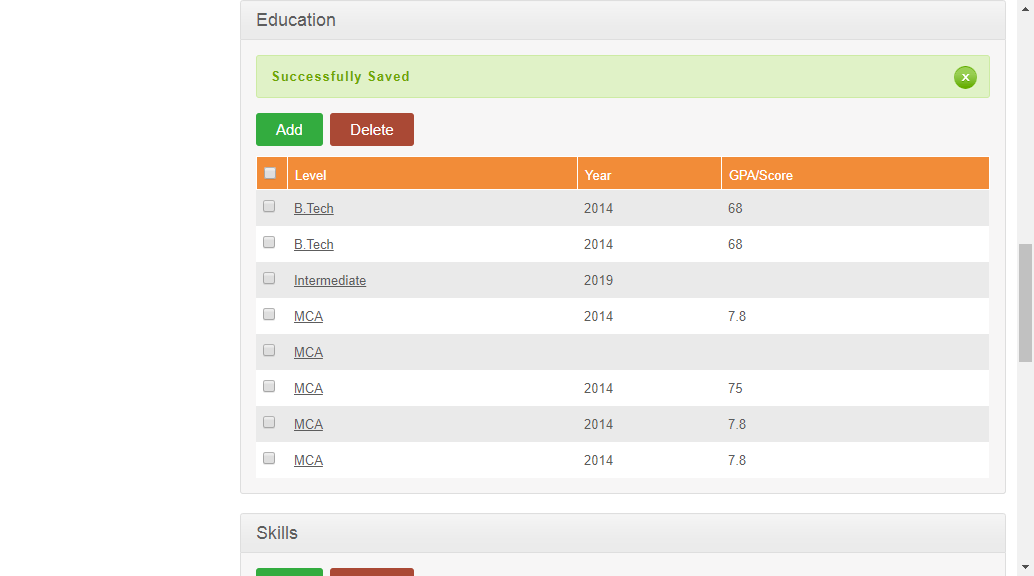 Education
Successfully Saved
x
Add Delete
Level Year GPA/Score
B.Tech 2014 68
B.Tech 2014 68
Intermediate 2019
MCA 2014 7.8
MCA
MCA 2014 75
MCA 2014 7.8
MCA 2014 7.8
Skills